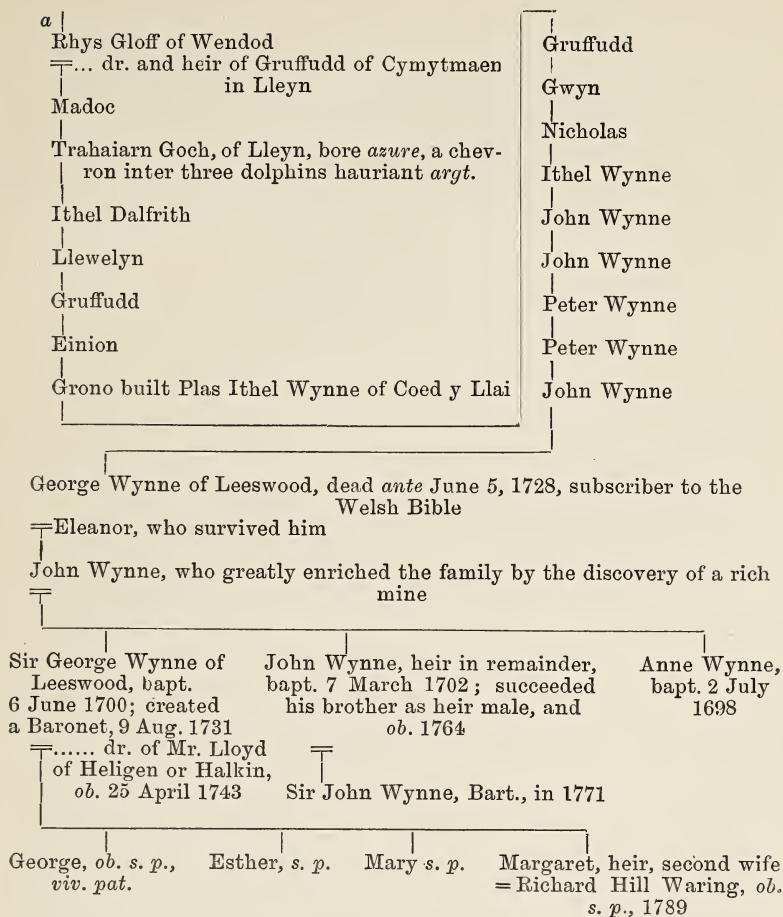 a
Rhys Gloff of Wendod
... dr. and heir of Gruffudd of Cymytmaen
in Lleyn
Madoc
Trahaiarn Goch, of Lleyn, bore azure, a chev-
ron inter three dolphins hauriant argt.
Ithel Dalfrith
Llewelyn
Gruffudd
Einion
Grono built Plas Ithel Wynne of Coed y Llai
Gruffudd
Gwyn
Nicholas
Ithel Wynne
John Wynne
John Wynne
Peter Wynne
Peter Wynne
John Wynne
George Wynne of Leeswood, dead ante June 5, 1728, subscriber to the
Welsh Bible
=Eleanor, who survived him
John Wynne, who greatly enriched the family by the discovery of a rich
= mine
Sir George Wynne of
Leeswood, bapt.
6 June 1700; created
a Baronet, 9 Aug. 1731
=...... dr. of Mr. Lloyd
of Heligen or Halkin,
ob. 25 April 1743
John Wynne, heir in remainder,
bapt. 7 March 1702; succeeded
his brother as heir male, and
ob. 1764
=
Sir John Wynne, Bart., in 1771
Anne Wynne,
bapt. 2 July
1698
George, ob. s. p.,
viv. pat.
Esther, s. p.
Mary s. p.
Margaret, heir, second wife
=Richard Hill Waring, ob.
s. p., 1789